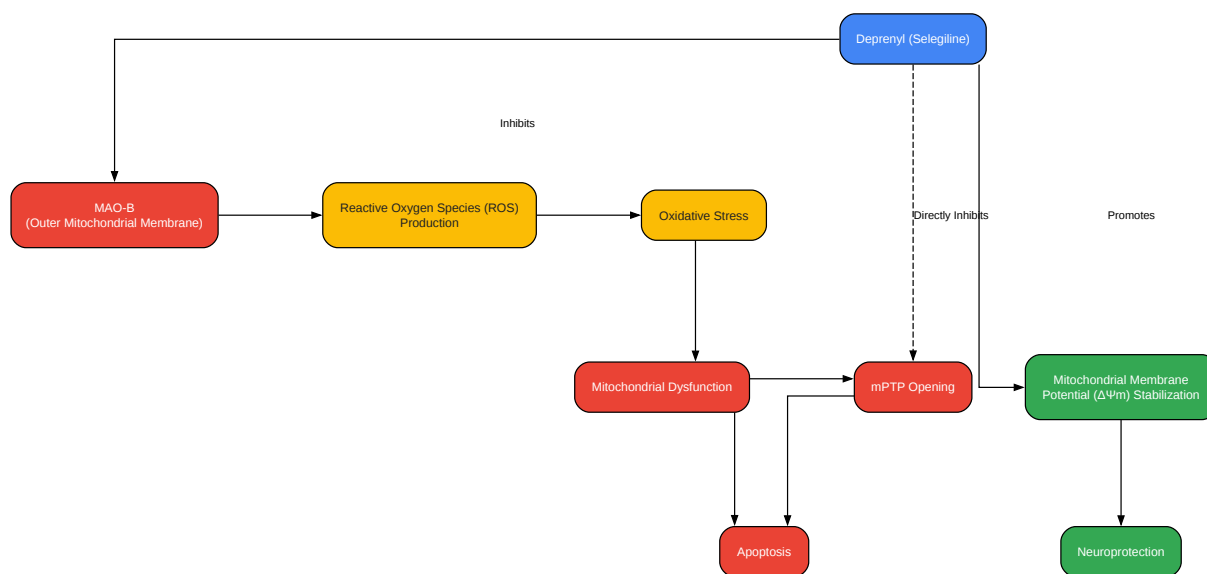 Deprenyl (Selegiline)
Inhibits
MAO-B
(Outer Mitochondrial Membrane)
Reactive Oxygen Species (ROS)
Production
Oxidative Stress
Directly Inhibits
Promotes
Mitochondrial Dysfunction
mPTP Opening
Mitochondrial Membrane
Potential (ΔΨm) Stabilization
Apoptosis
Neuroprotection